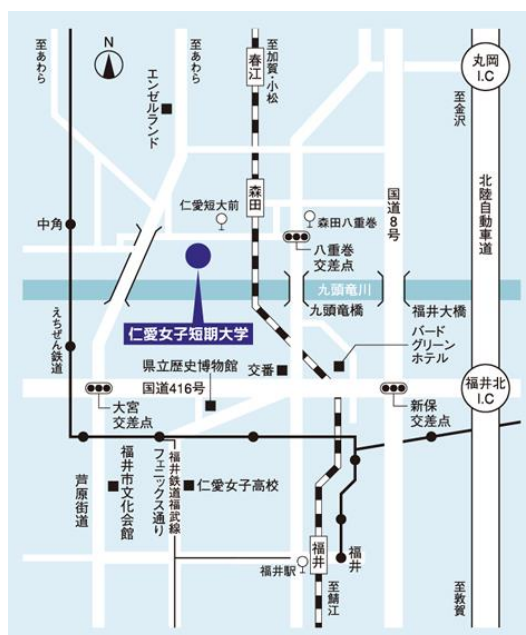 N
至あわら
至あわら
至加賀・小松
春江
丸岡
I.C
エンゼルランド
至金沢
国道8号
北陸自動車道
森田
仁愛短大前
森田八重巻
中角
八重巻
交差点
九頭竜川
九頭竜橋
福井大橋
えちぜん鉄道
仁愛女子短期大学
バード
グリーン
ホテル
県立歴史博物館
交番
国道416号
福井北
I.C
大宮
交差点
新保
交差点
芦原街道
福井市文化会館
フェニックス通り
福井鉄道福武線
仁愛女子高校
福井駅
福井
福井
至鯖江
至敦賀